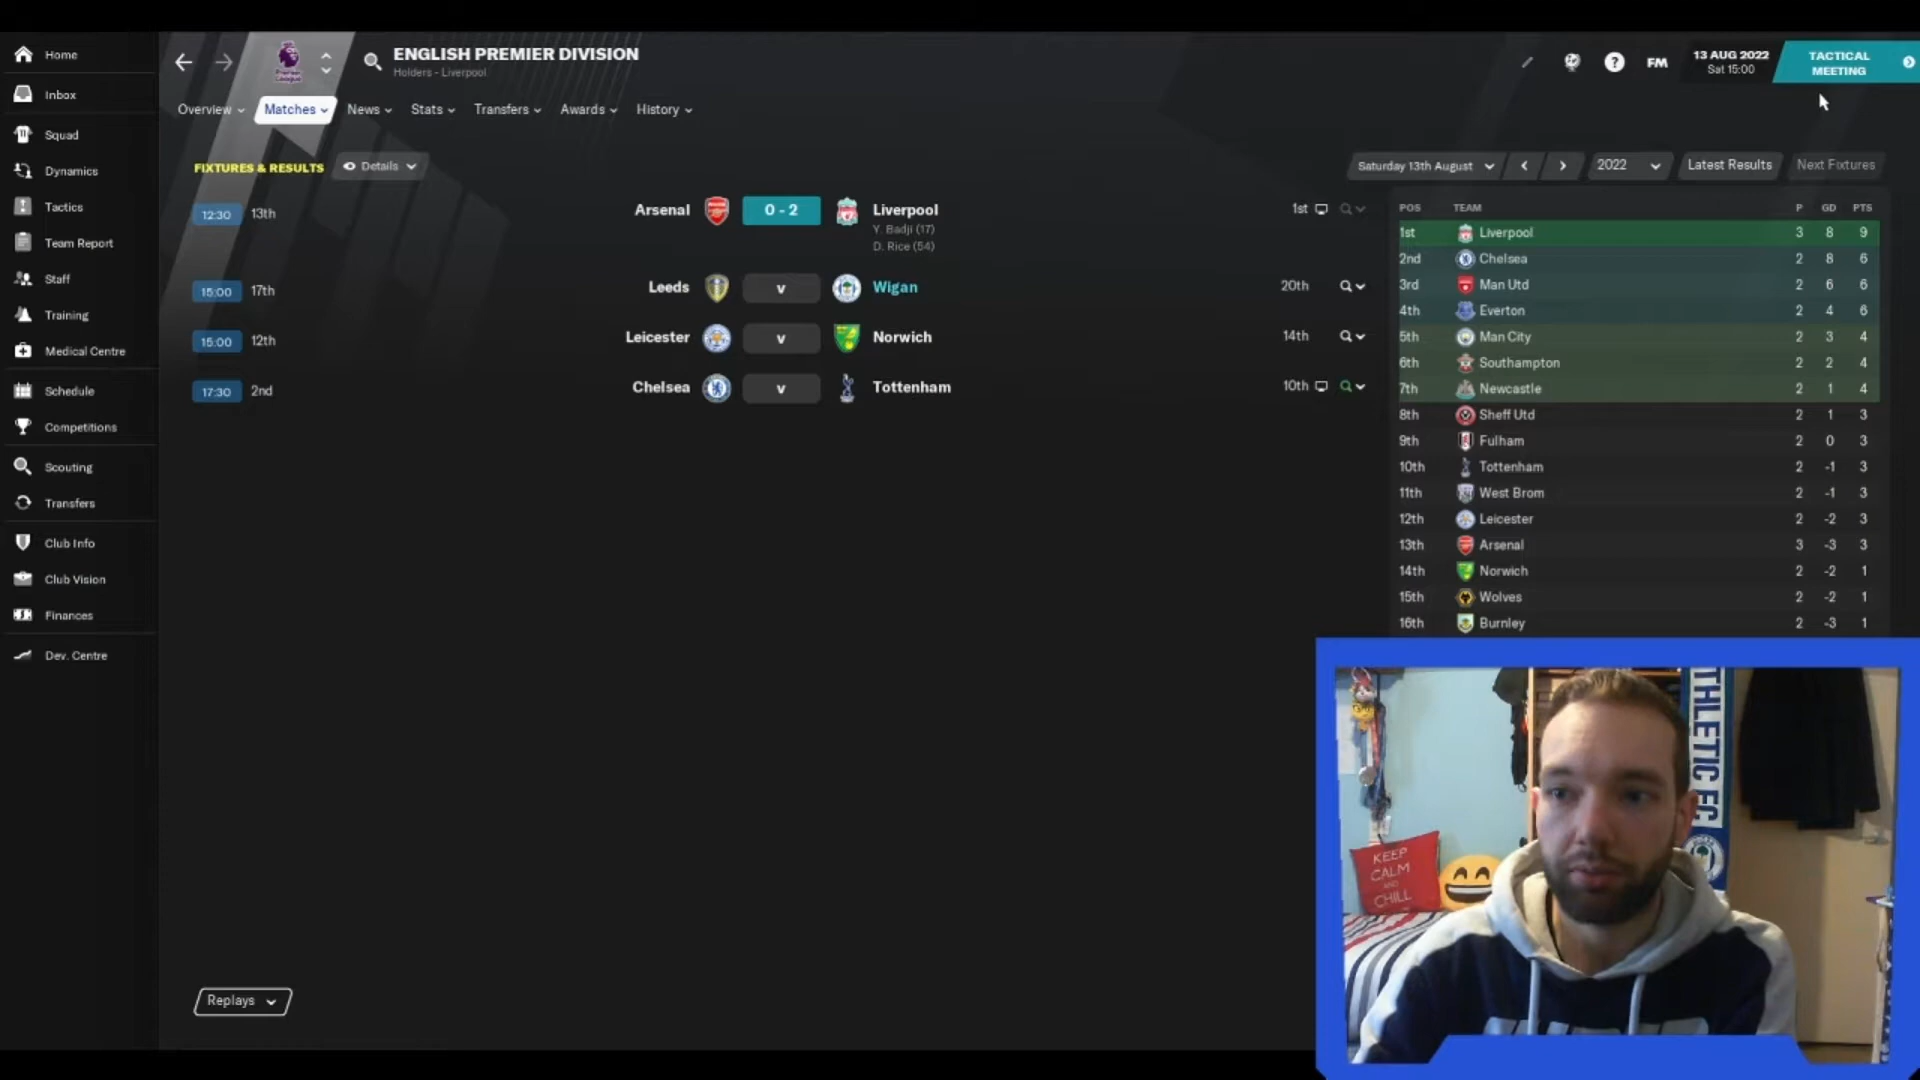 Home
Inbox
Squad
Dynamics
Tactics
Team Report
Staff
Training
Medical Centre
Schedule
Competitions
Scouting
Transfers
Club Info
Club Vision
Finances
Dev. Centre
Premier League
ENGLISH PREMIER DIVISION
Holders - Liverpool
FM
13 AUG 2022
Sat 15:00
TACTICAL
MEETING
Overview
Matches
News
Stats
Transfers
Awards
History
FIXTURES & RESULTS
Details
Saturday 13th August
2022
Latest Results
Next Fixtures
12:30 13th Arsenal 0 - 2 Liverpool 1st
Y. Badji (17)
D. Rice (54)
15:00 17th Leeds v Wigan 20th
15:00 12th Leicester v Norwich 14th
17:30 2nd Chelsea v Tottenham 10th
POS TEAM P GD PTS
1st Liverpool 3 8 9
2nd Chelsea 2 8 6
3rd Man Utd 2 6 6
4th Everton 2 4 6
5th Man City 2 3 4
6th Southampton 2 2 4
7th Newcastle 2 1 4
8th Sheff Utd 2 1 3
9th Fulham 2 0 3
10th Tottenham 2 -1 3
11th West Brom 2 -1 3
12th Leicester 2 -2 3
13th Arsenal 3 -3 3
14th Norwich 2 -2 1
15th Wolves 2 -2 1
16th Burnley 2 -3 1
Replays
THLETIC FC
KEEP
CALM
AND
CHILL